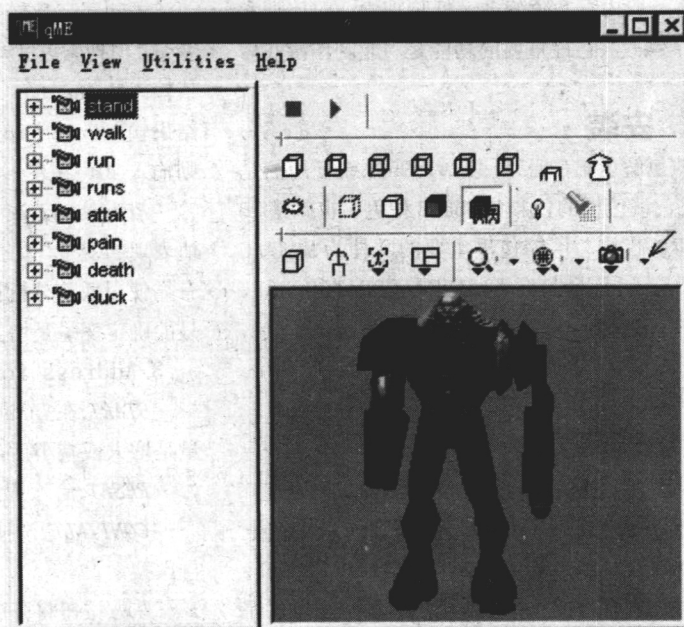 qME
File View Utilities Help
stand
walk
run
runs
attak
pain
death
duck